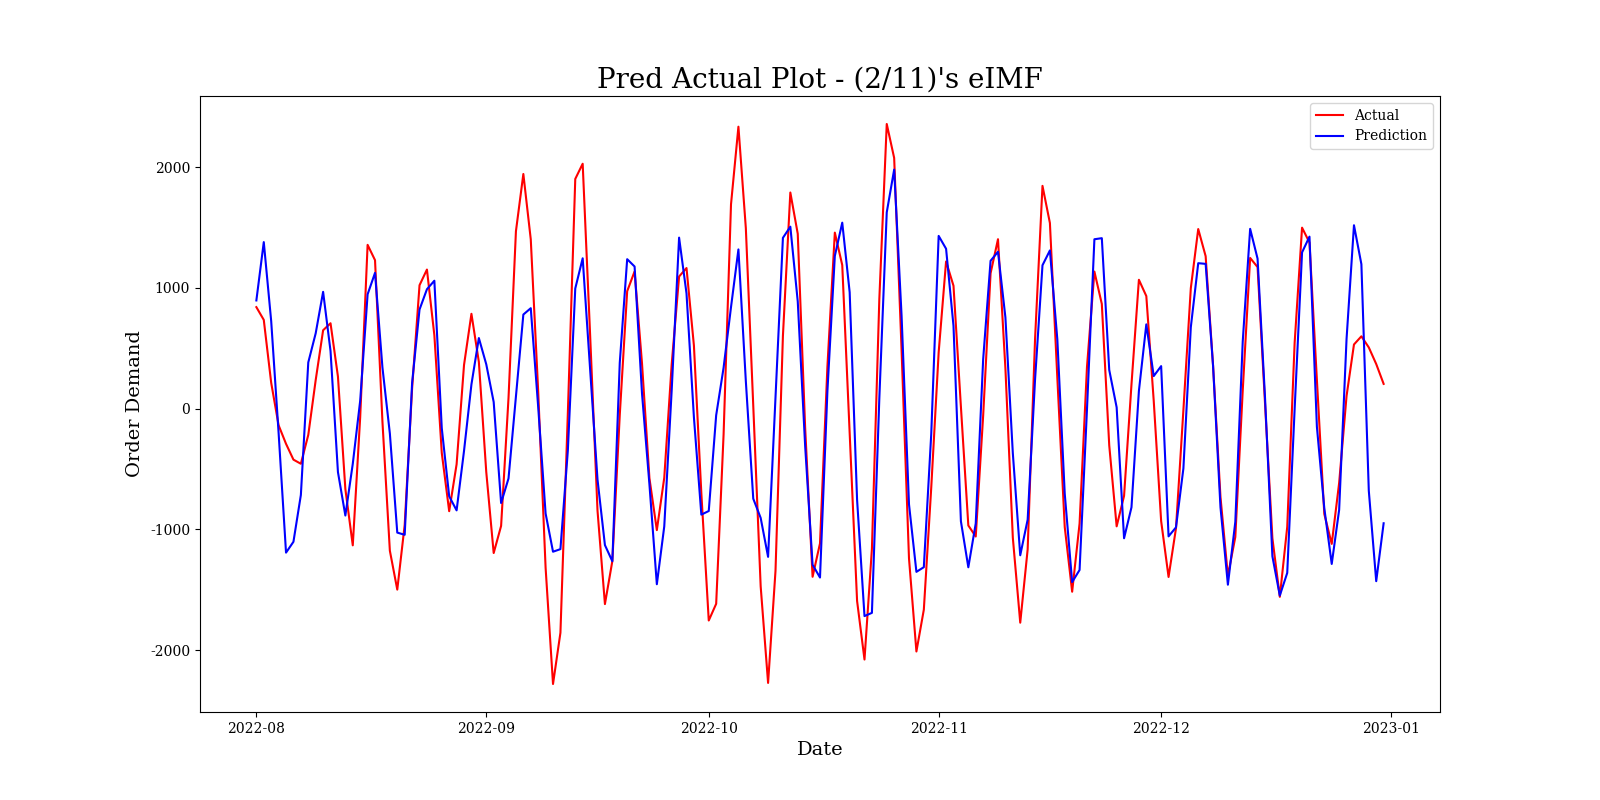 Pred Actual Plot - (2/11)'s eIMF
Actual
Prediction
Order Demand
2000
1000
0
-1000
-2000
2022-08
2022-09
2022-10
2022-11
2022-12
2023-01
Date